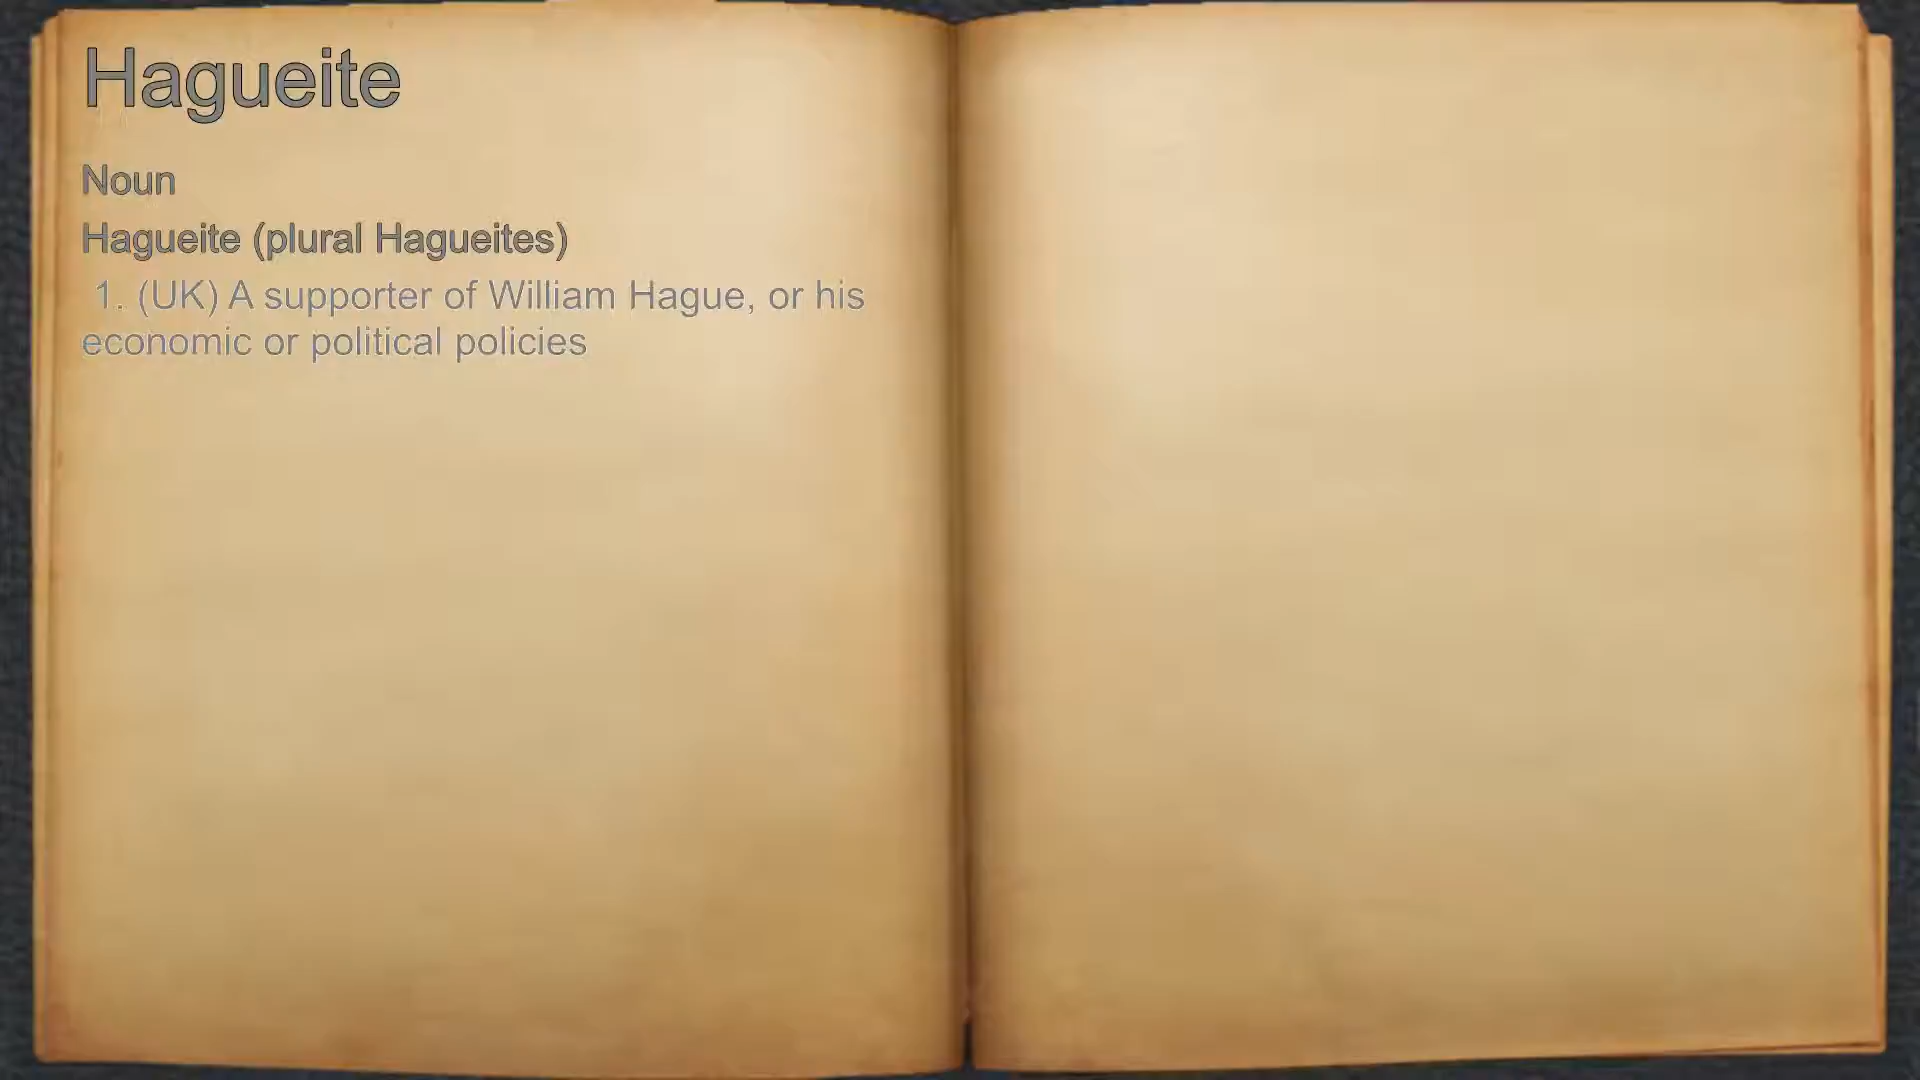 Hagueite
Noun
Hagueite (plural Hagueites)
1. (UK) A supporter of William Hague, or his
economic or political policies